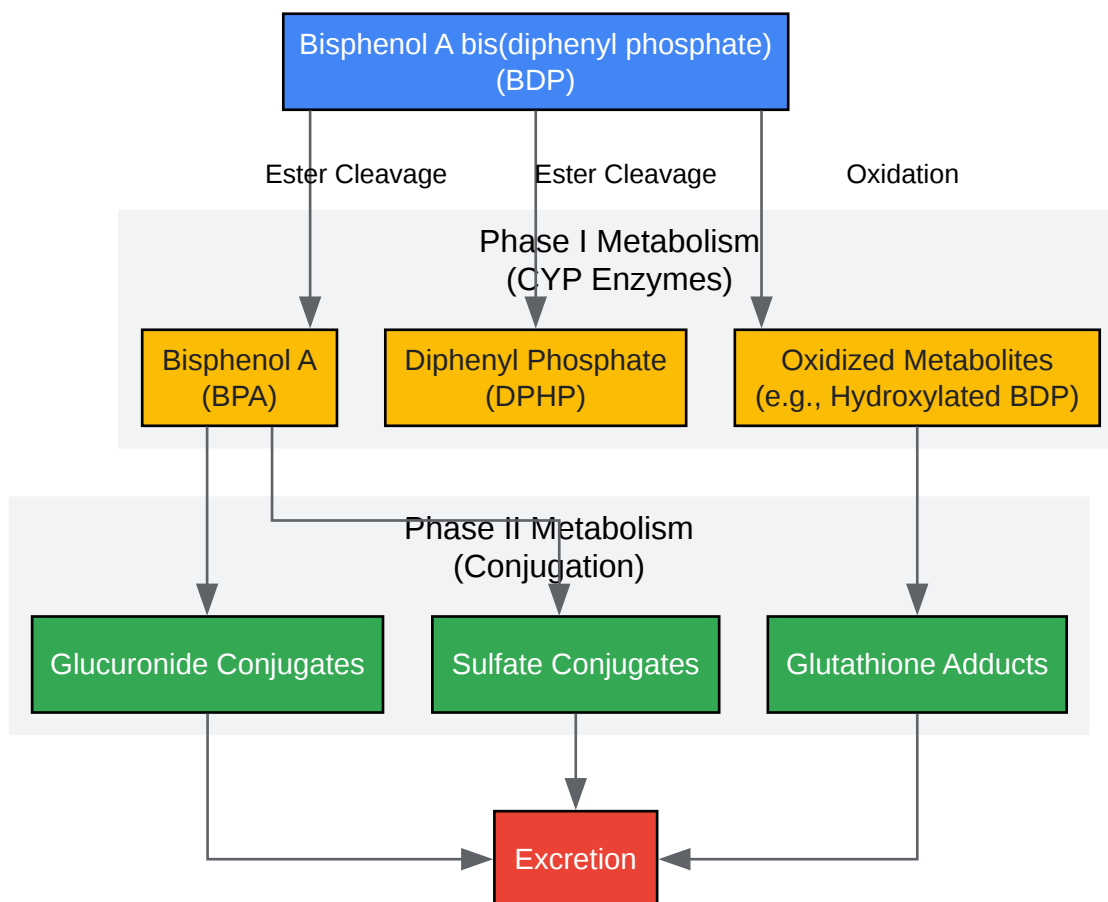 Bisphenol A bis(diphenyl phosphate)
(BDP)
Ester Cleavage
Ester Cleavage
Oxidation
Phase I Metabolism
(CYP Enzymes)
Bisphenol A
(BPA)
Diphenyl Phosphate
(DPHP)
Oxidized Metabolites
(e.g., Hydroxylated BDP)
Phase II Metabolism
(Conjugation)
Glucuronide Conjugates
Sulfate Conjugates
Glutathione Adducts
Excretion